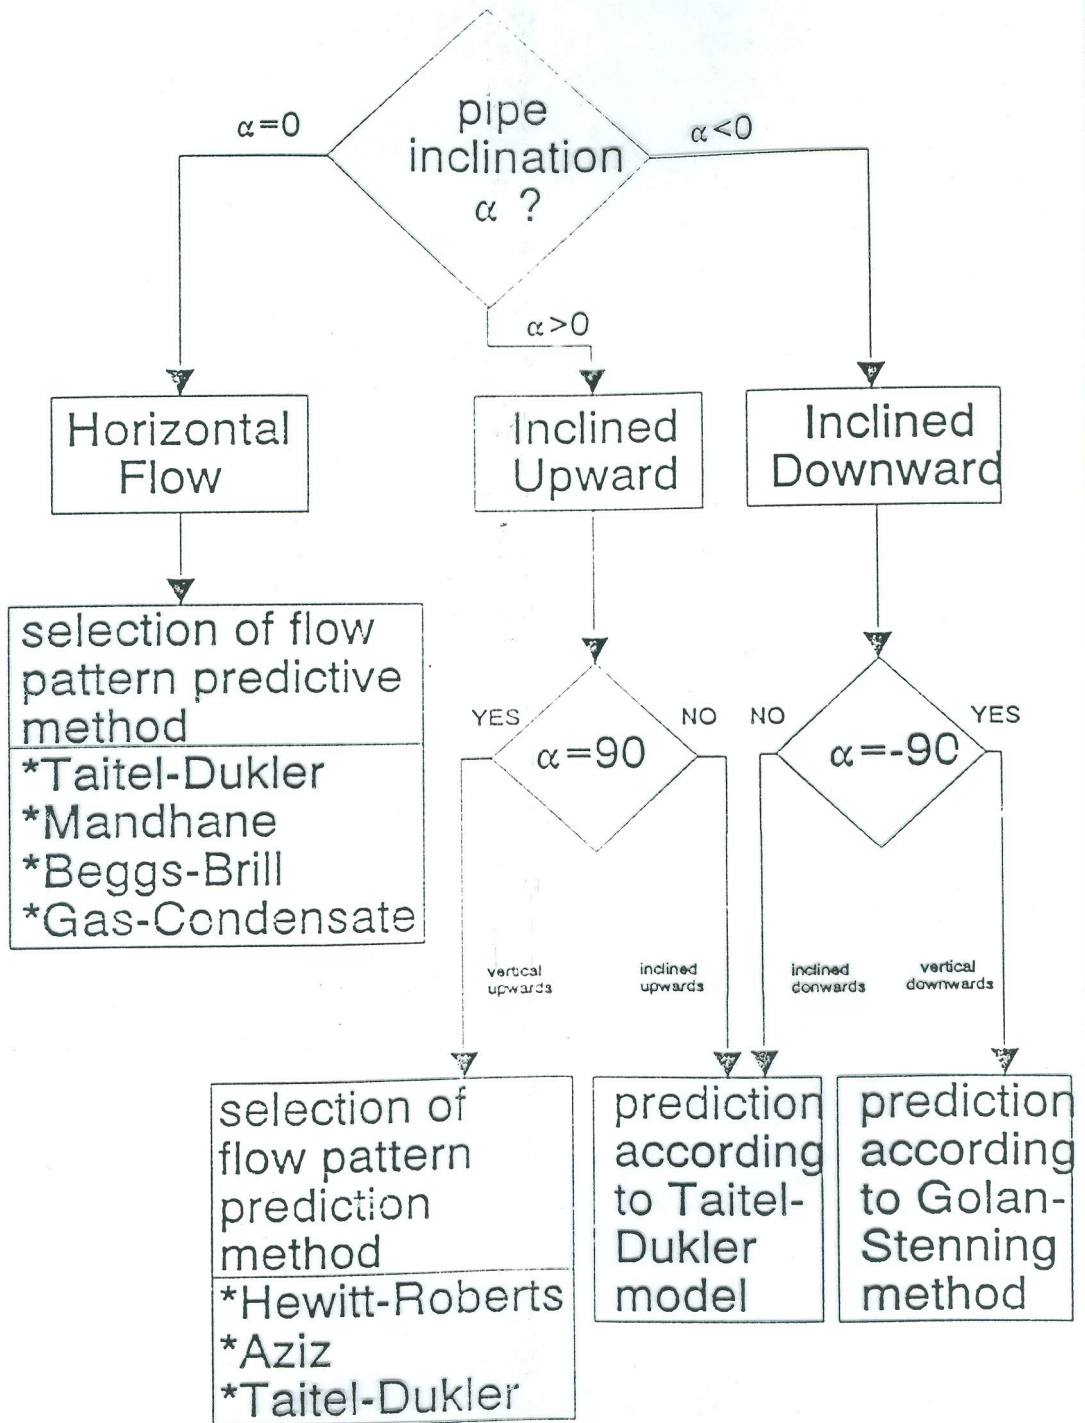 pipe
inclination
α ?
α=0
α<0
α>0
Horizontal
Flow
Inclined
Upward
Inclined
Downward
selection of flow
pattern predictive
method
*Taitel-Dukler
*Mandhane
*Beggs-Brill
*Gas-Condensate
YES
α=90
NO
NO
α=-90
YES
vertical
upwards
inclined
upwards
inclined
donwards
vertical
downwards
selection of
flow pattern
prediction
method
*Hewitt-Roberts
*Aziz
*Taitel-Dukler
prediction
according
to Taitel-
Dukler
model
prediction
according
to Golan-
Stenning
method